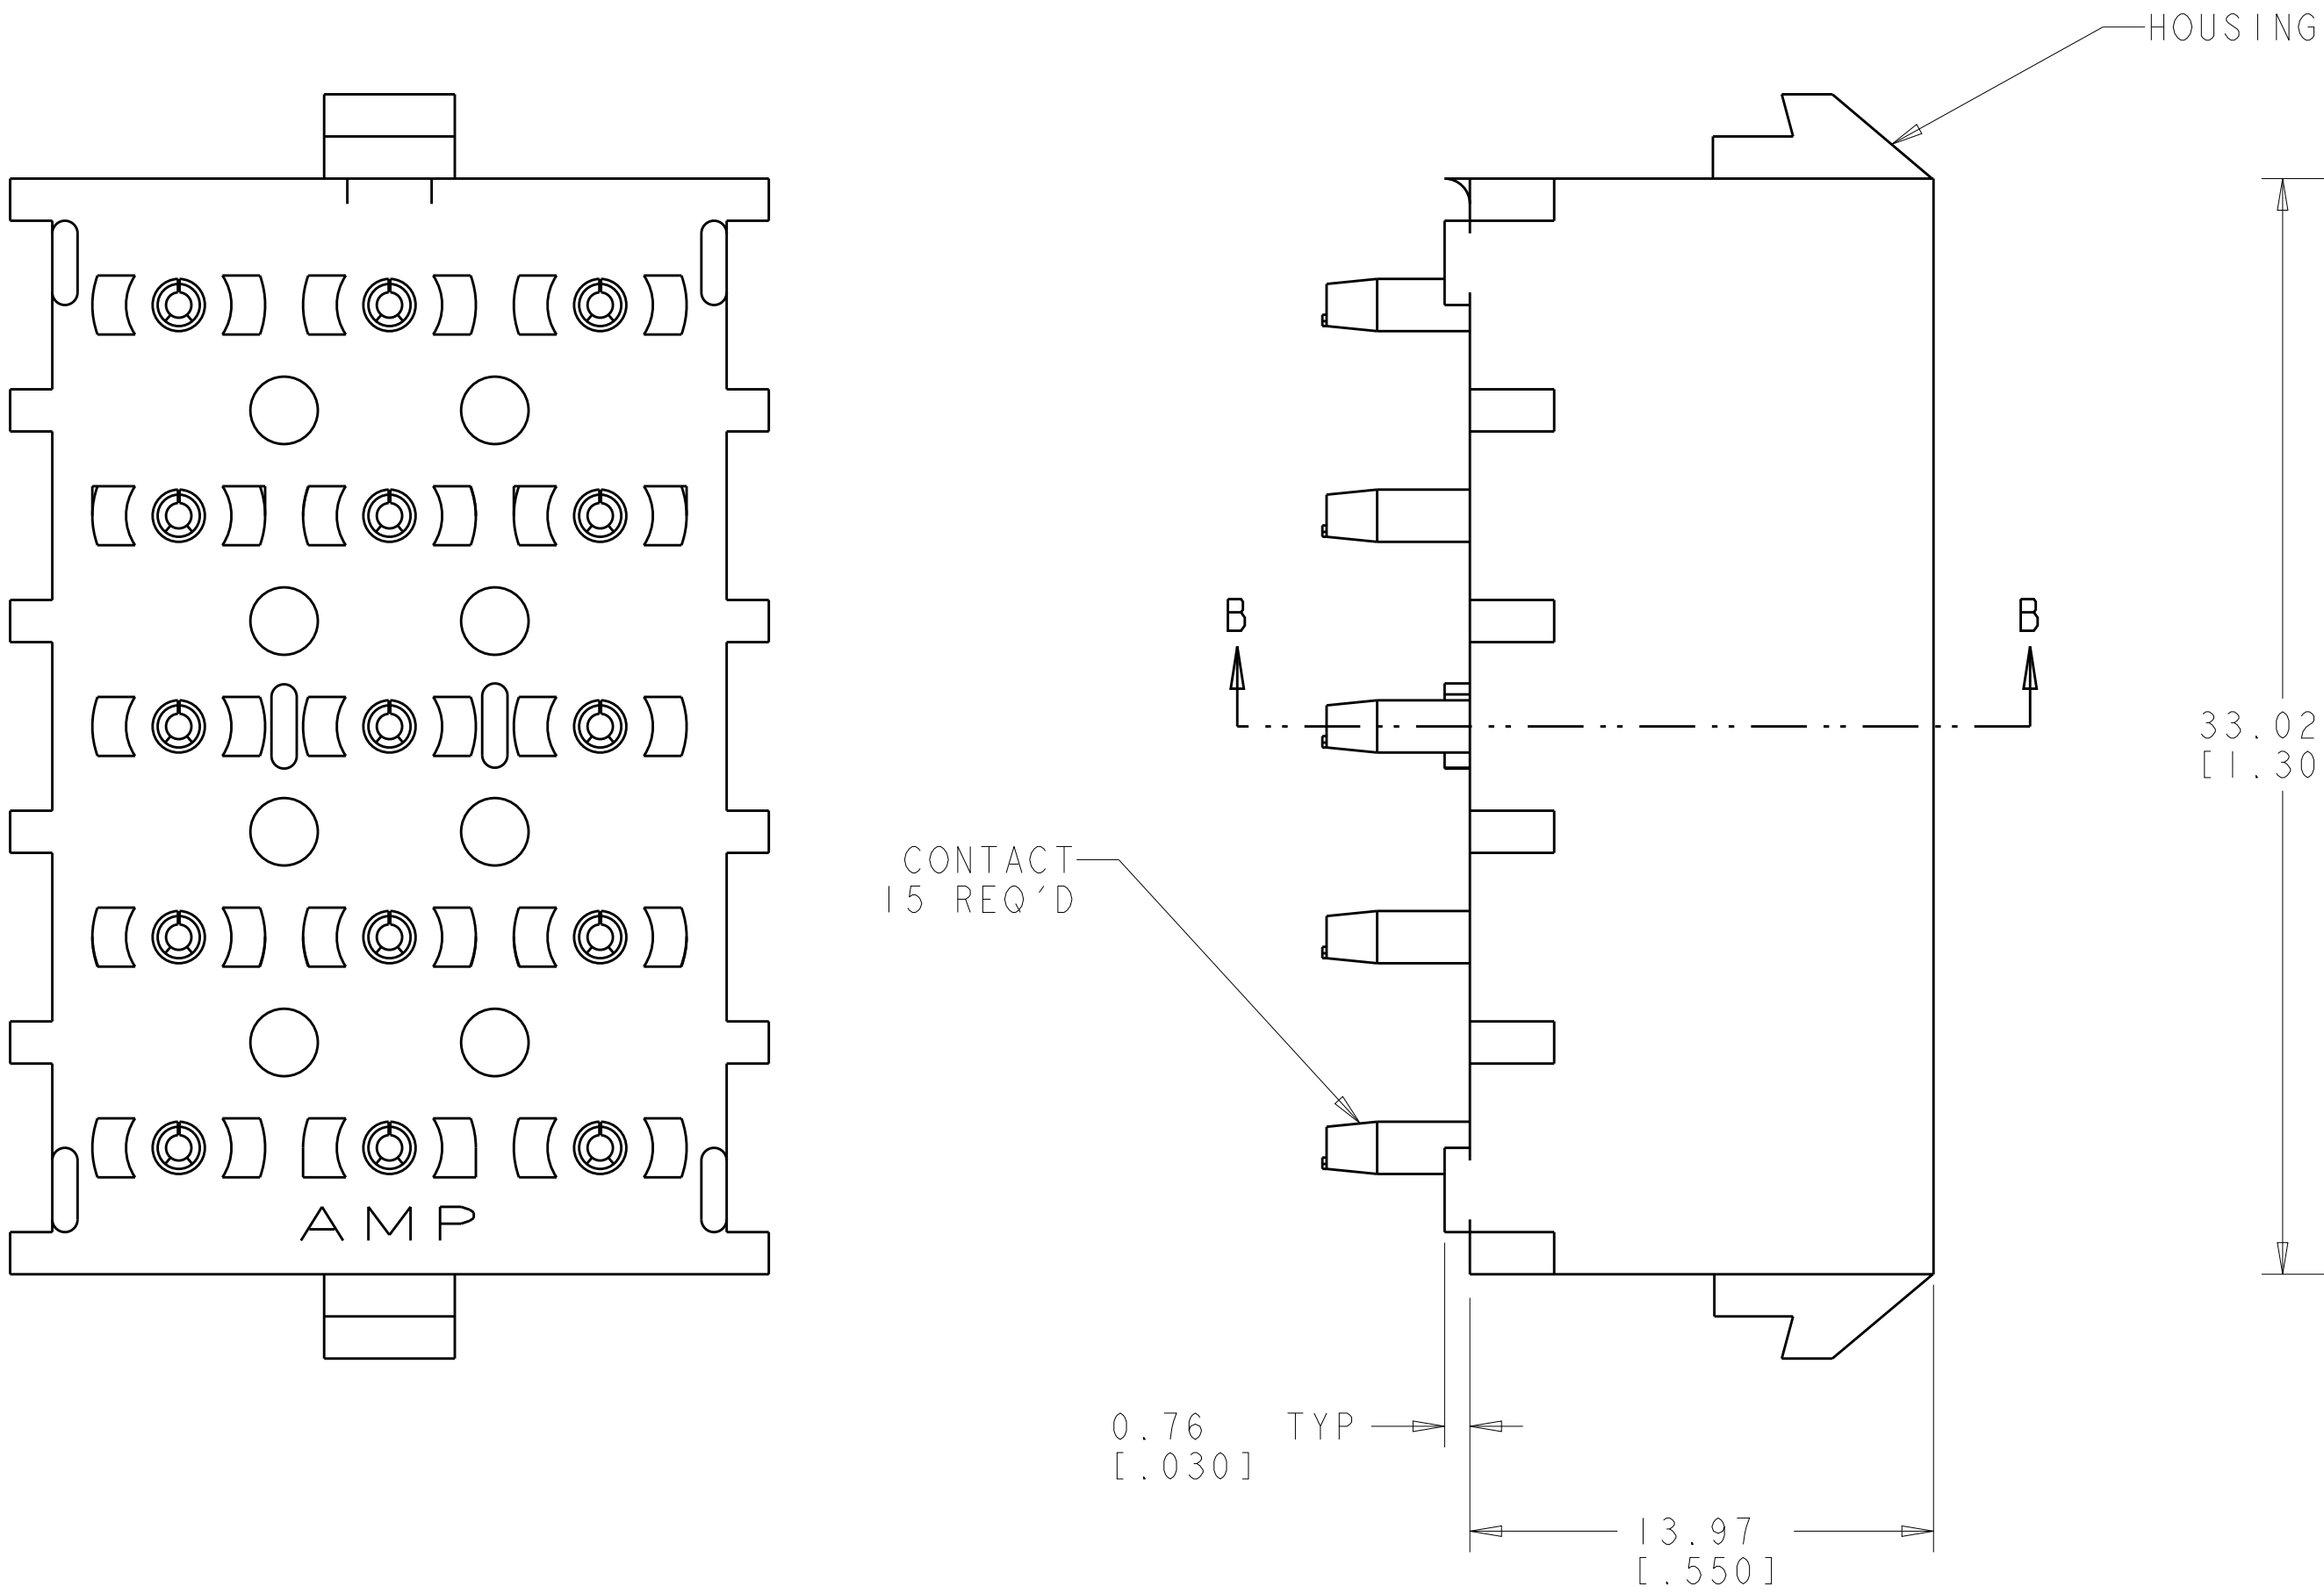 HOUSING
B
B
33.02
[1.30
CONTACT
15 REQ'D
AMP
0.76 TYP
[.030]
13.97
[.550]